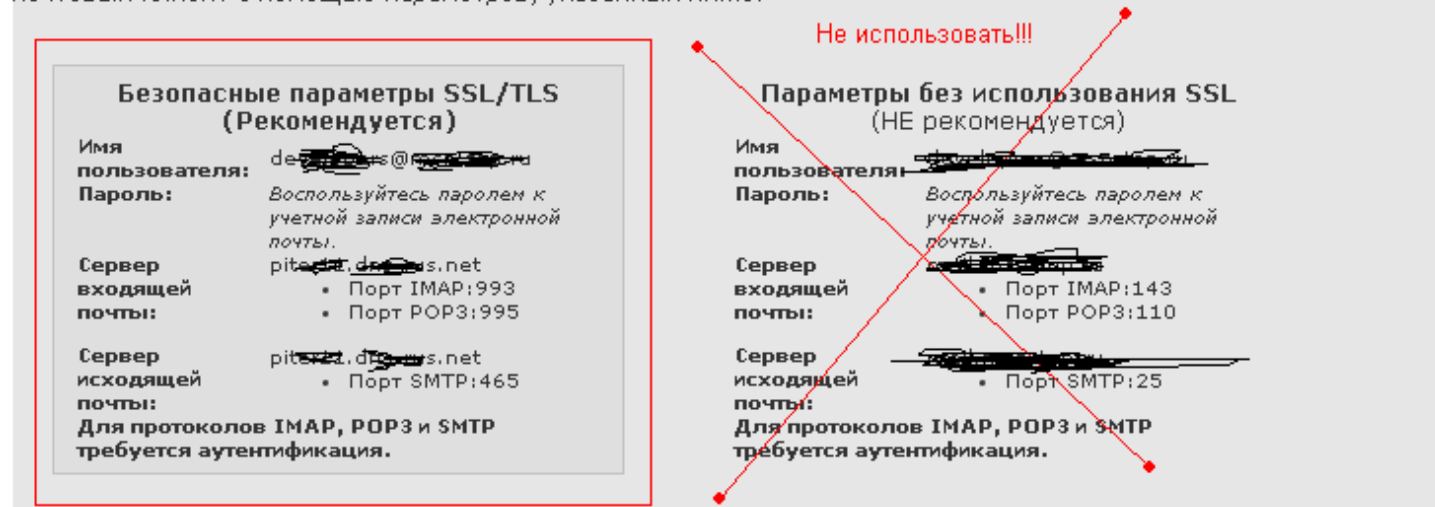 Не использовать!!!
Безопасные параметры SSL/TLS
(Рекомендуется)
Имя
пользователя:
Пароль: Воспользуйтесь паролем к
учетной записи электронной
почты.
Сервер
входящей • Порт IMAP:993
почты: • Порт POP3:995
Сервер
исходящей • Порт SMTP:465
почты:
Для протоколов IMAP, POP3 и SMTP
требуется аутентификация.
Параметры без использования SSL
(НЕ рекомендуется)
Имя
пользователя:
Пароль: Воспользуйтесь паролем к
учетной записи электронной
почты.
Сервер
входящей • Порт IMAP:143
почты: • Порт POP3:110
Сервер
исходящей • Порт SMTP:25
почты:
Для протоколов IMAP, POP3 и SMTP
требуется аутентификация.